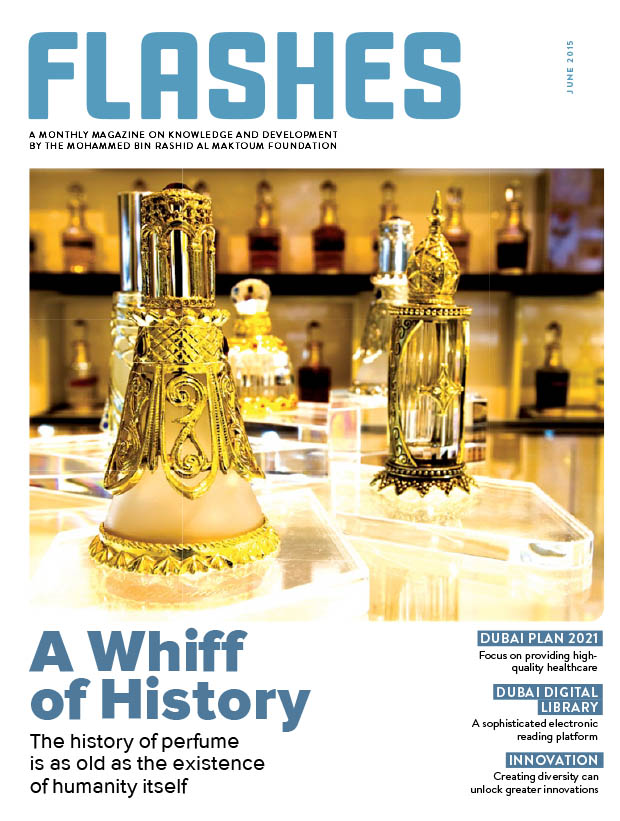 FLASHES
JUNE 2015
A MONTHLY MAGAZINE ON KNOWLEDGE AND DEVELOPMENT
BY THE MOHAMMED BIN RASHID AL MAKTOUM FOUNDATION
A Whiff
of History
The history of perfume
is as old as the existence
of humanity itself
DUBAI PLAN 2021
Focus on providing high-
quality healthcare
DUBAI DIGITAL
LIBRARY
A sophisticated electronic
reading platform
INNOVATION
Creating diversity can
unlock greater innovations